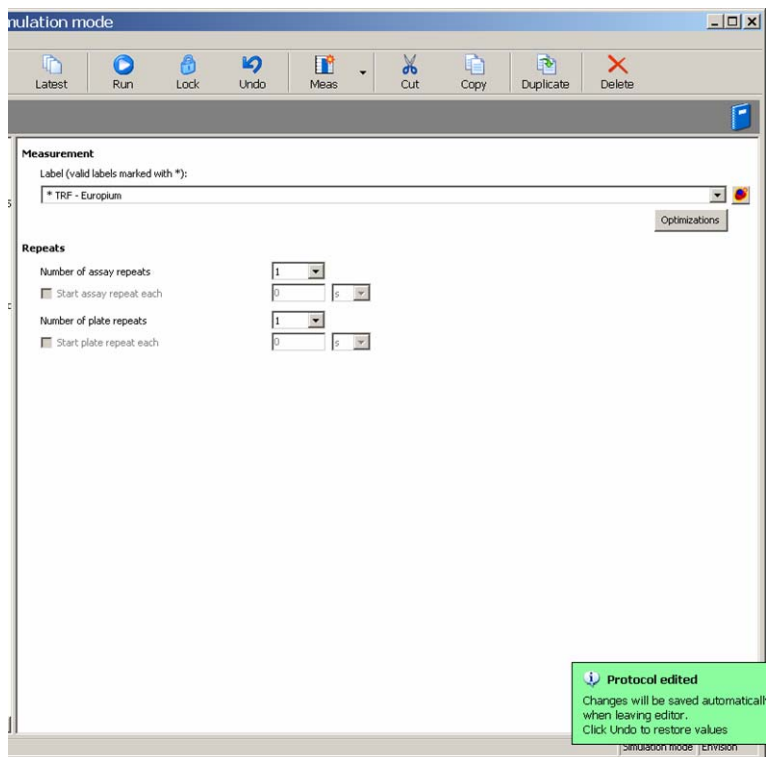 mulation mode
Latest Run Lock Undo Meas Cut Copy Duplicate Delete
Measurement
Label (valid labels marked with *):
* TRF - Europium
Optimizations
Repeats
Number of assay repeats 1
Start assay repeat each 0 s
Number of plate repeats 1
Start plate repeat each 0 s
Protocol edited
Changes will be saved automaticall
when leaving editor.
Click Undo to restore values
Simulation mode Envision